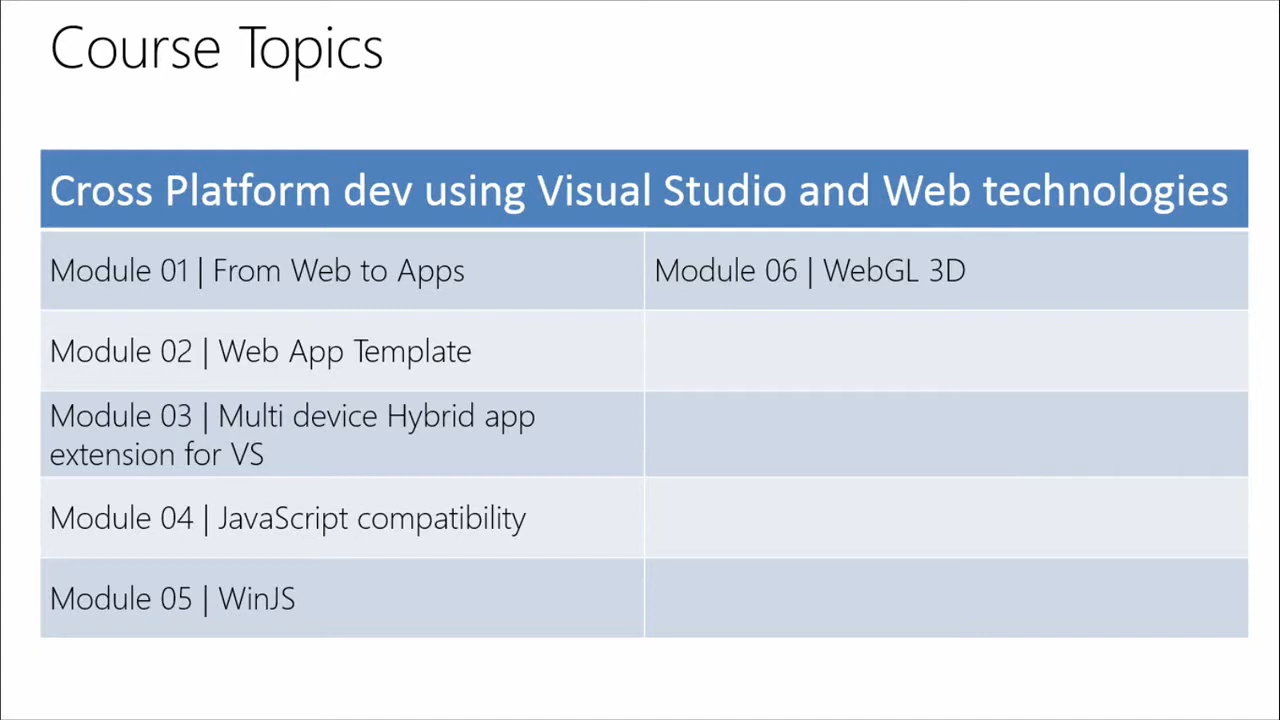 Course Topics
Cross Platform dev using Visual Studio and Web technologies
Module 01 | From Web to Apps
Module 06 | WebGL 3D
Module 02 | Web App Template
Module 03 | Multi device Hybrid app
extension for VS
Module 04 | JavaScript compatibility
Module 05 | WinJS